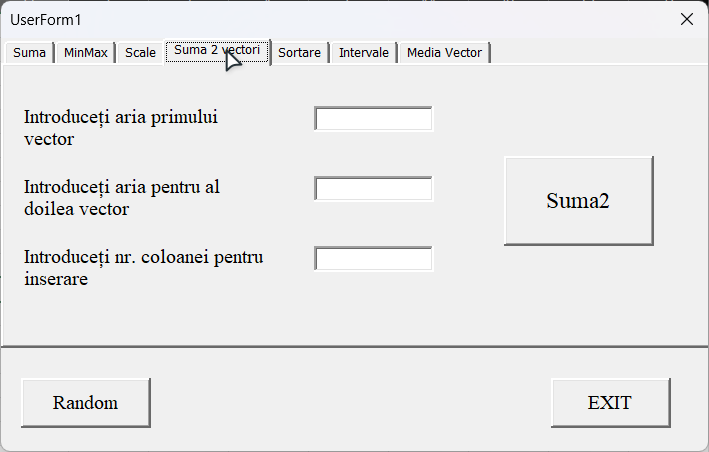 UserForm1
Suma MinMax Scale Suma 2 vectori Sortare Intervale Media Vector
Introduceți aria primului
vector
Introduceți aria pentru al
doilea vector
Suma2
Introduceți nr. coloanei pentru
inserare
Random EXIT